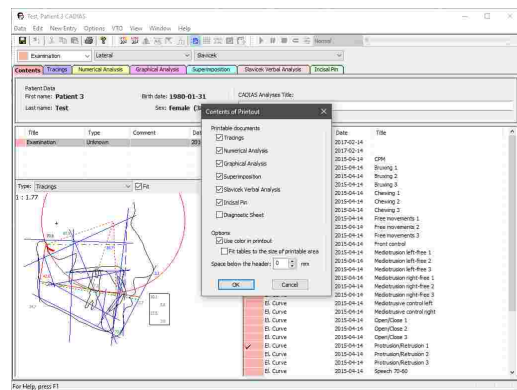 Test, Patient 3 CADIAS
Data Edit New Entry Options VTO View Window Help
Normal
Examination Lateral Slavicek
Contents Tracings Numerical Analysis Graphical Analysis Superimposition Slavicek Verbal Analysis Incisal Pin
Patient Data
First name: Patient 3 Birth date: 1980-01-31 CADIAS Analyses Title:
Last name: Test Sex: Female
Title Type Comment
Examination Unknown
Type: Tracings Fit
1 : 1.77
Contents of Printout
Printable documents
Tracings
Numerical Analysis
Graphical Analysis
Superimposition
Slavicek Verbal Analysis
Incisal Pin
Diagnostic Sheet
Options
Use color in printout
Fit tables to the size of printable area
Space below the header: 0 mm
OK Cancel
Date Title
2017-02-14
2017-02-14
2015-04-14 CPM
2015-04-14 Bruxing 1
2015-04-14 Bruxing 2
2015-04-14 Bruxing 3
2015-04-14 Chewing 1
2015-04-14 Chewing 2
2015-04-14 Chewing 3
2015-04-14 Free movements 1
2015-04-14 Free movements 2
2015-04-14 Free movements 3
2015-04-14 Front control
2015-04-14 Mediotrusion left-free 1
2015-04-14 Mediotrusion left-free 2
2015-04-14 Mediotrusion left-free 3
2015-04-14 Mediotrusion right-free 1
2015-04-14 Mediotrusion right-free 2
2015-04-14 Mediotrusion right-free 3
2015-04-14 Mediotrusive control left
El. Curve 2015-04-14 Mediotrusive control right
El. Curve 2015-04-14 Open/Close 1
El. Curve 2015-04-14 Open/Close 2
El. Curve 2015-04-14 Open/Close 3
El. Curve 2015-04-14 Protrusion/Retrusion 1
El. Curve 2015-04-14 Protrusion/Retrusion 2
El. Curve 2015-04-14 Protrusion/Retrusion 3
El. Curve 2015-04-14 Speech 70-80
For Help, press F1